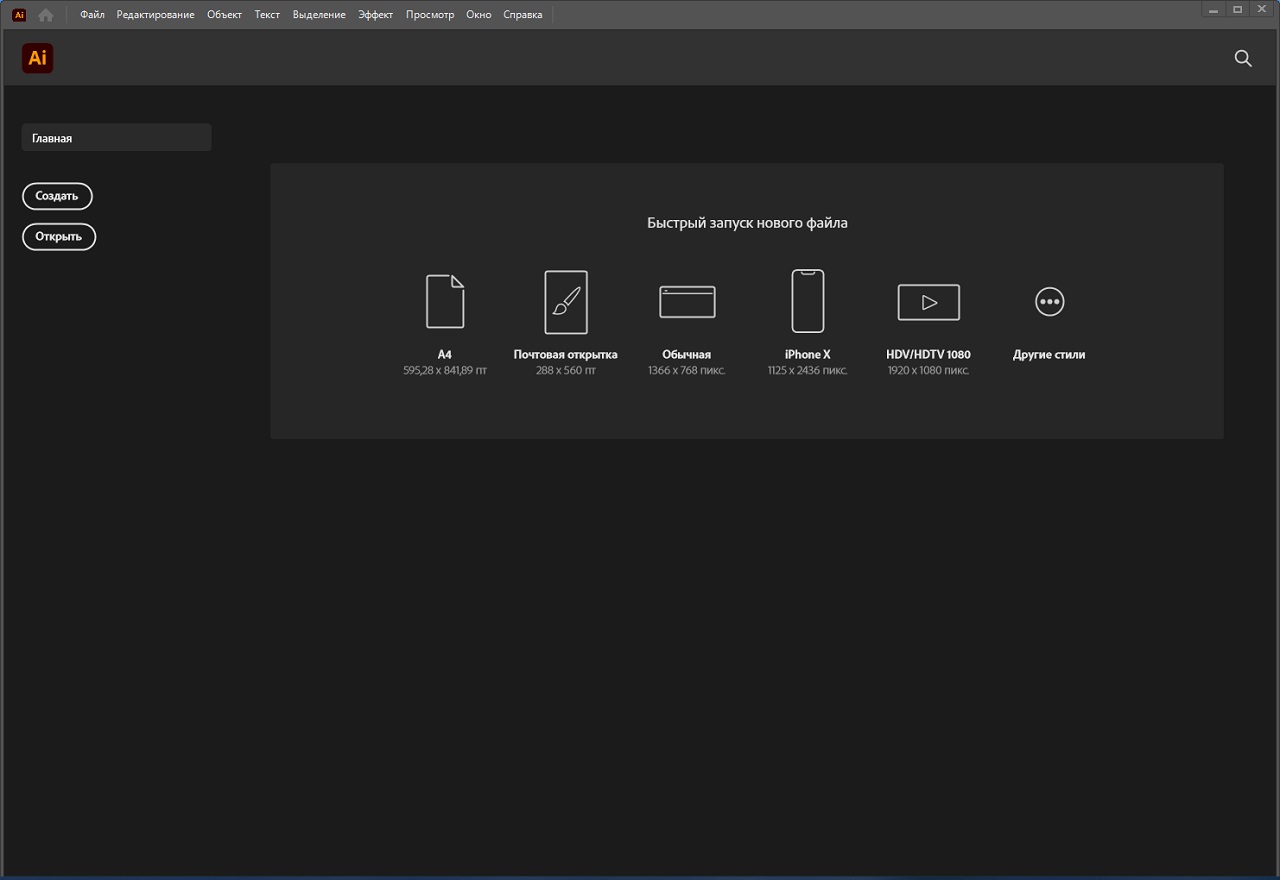 Ai Файл Редактирование Объект Текст Выделение Эффект Просмотр Окно Справка
Ai
Главная
Создать
Открыть
Быстрый запуск нового файла
A4
595,28 x 841,89 пт
Почтовая открытка
288 x 560 пт
Обычная
1366 x 768 пикс.
iPhone X
1125 x 2436 пикс.
HDV/HDTV 1080
1920 x 1080 пикс.
Другие стили